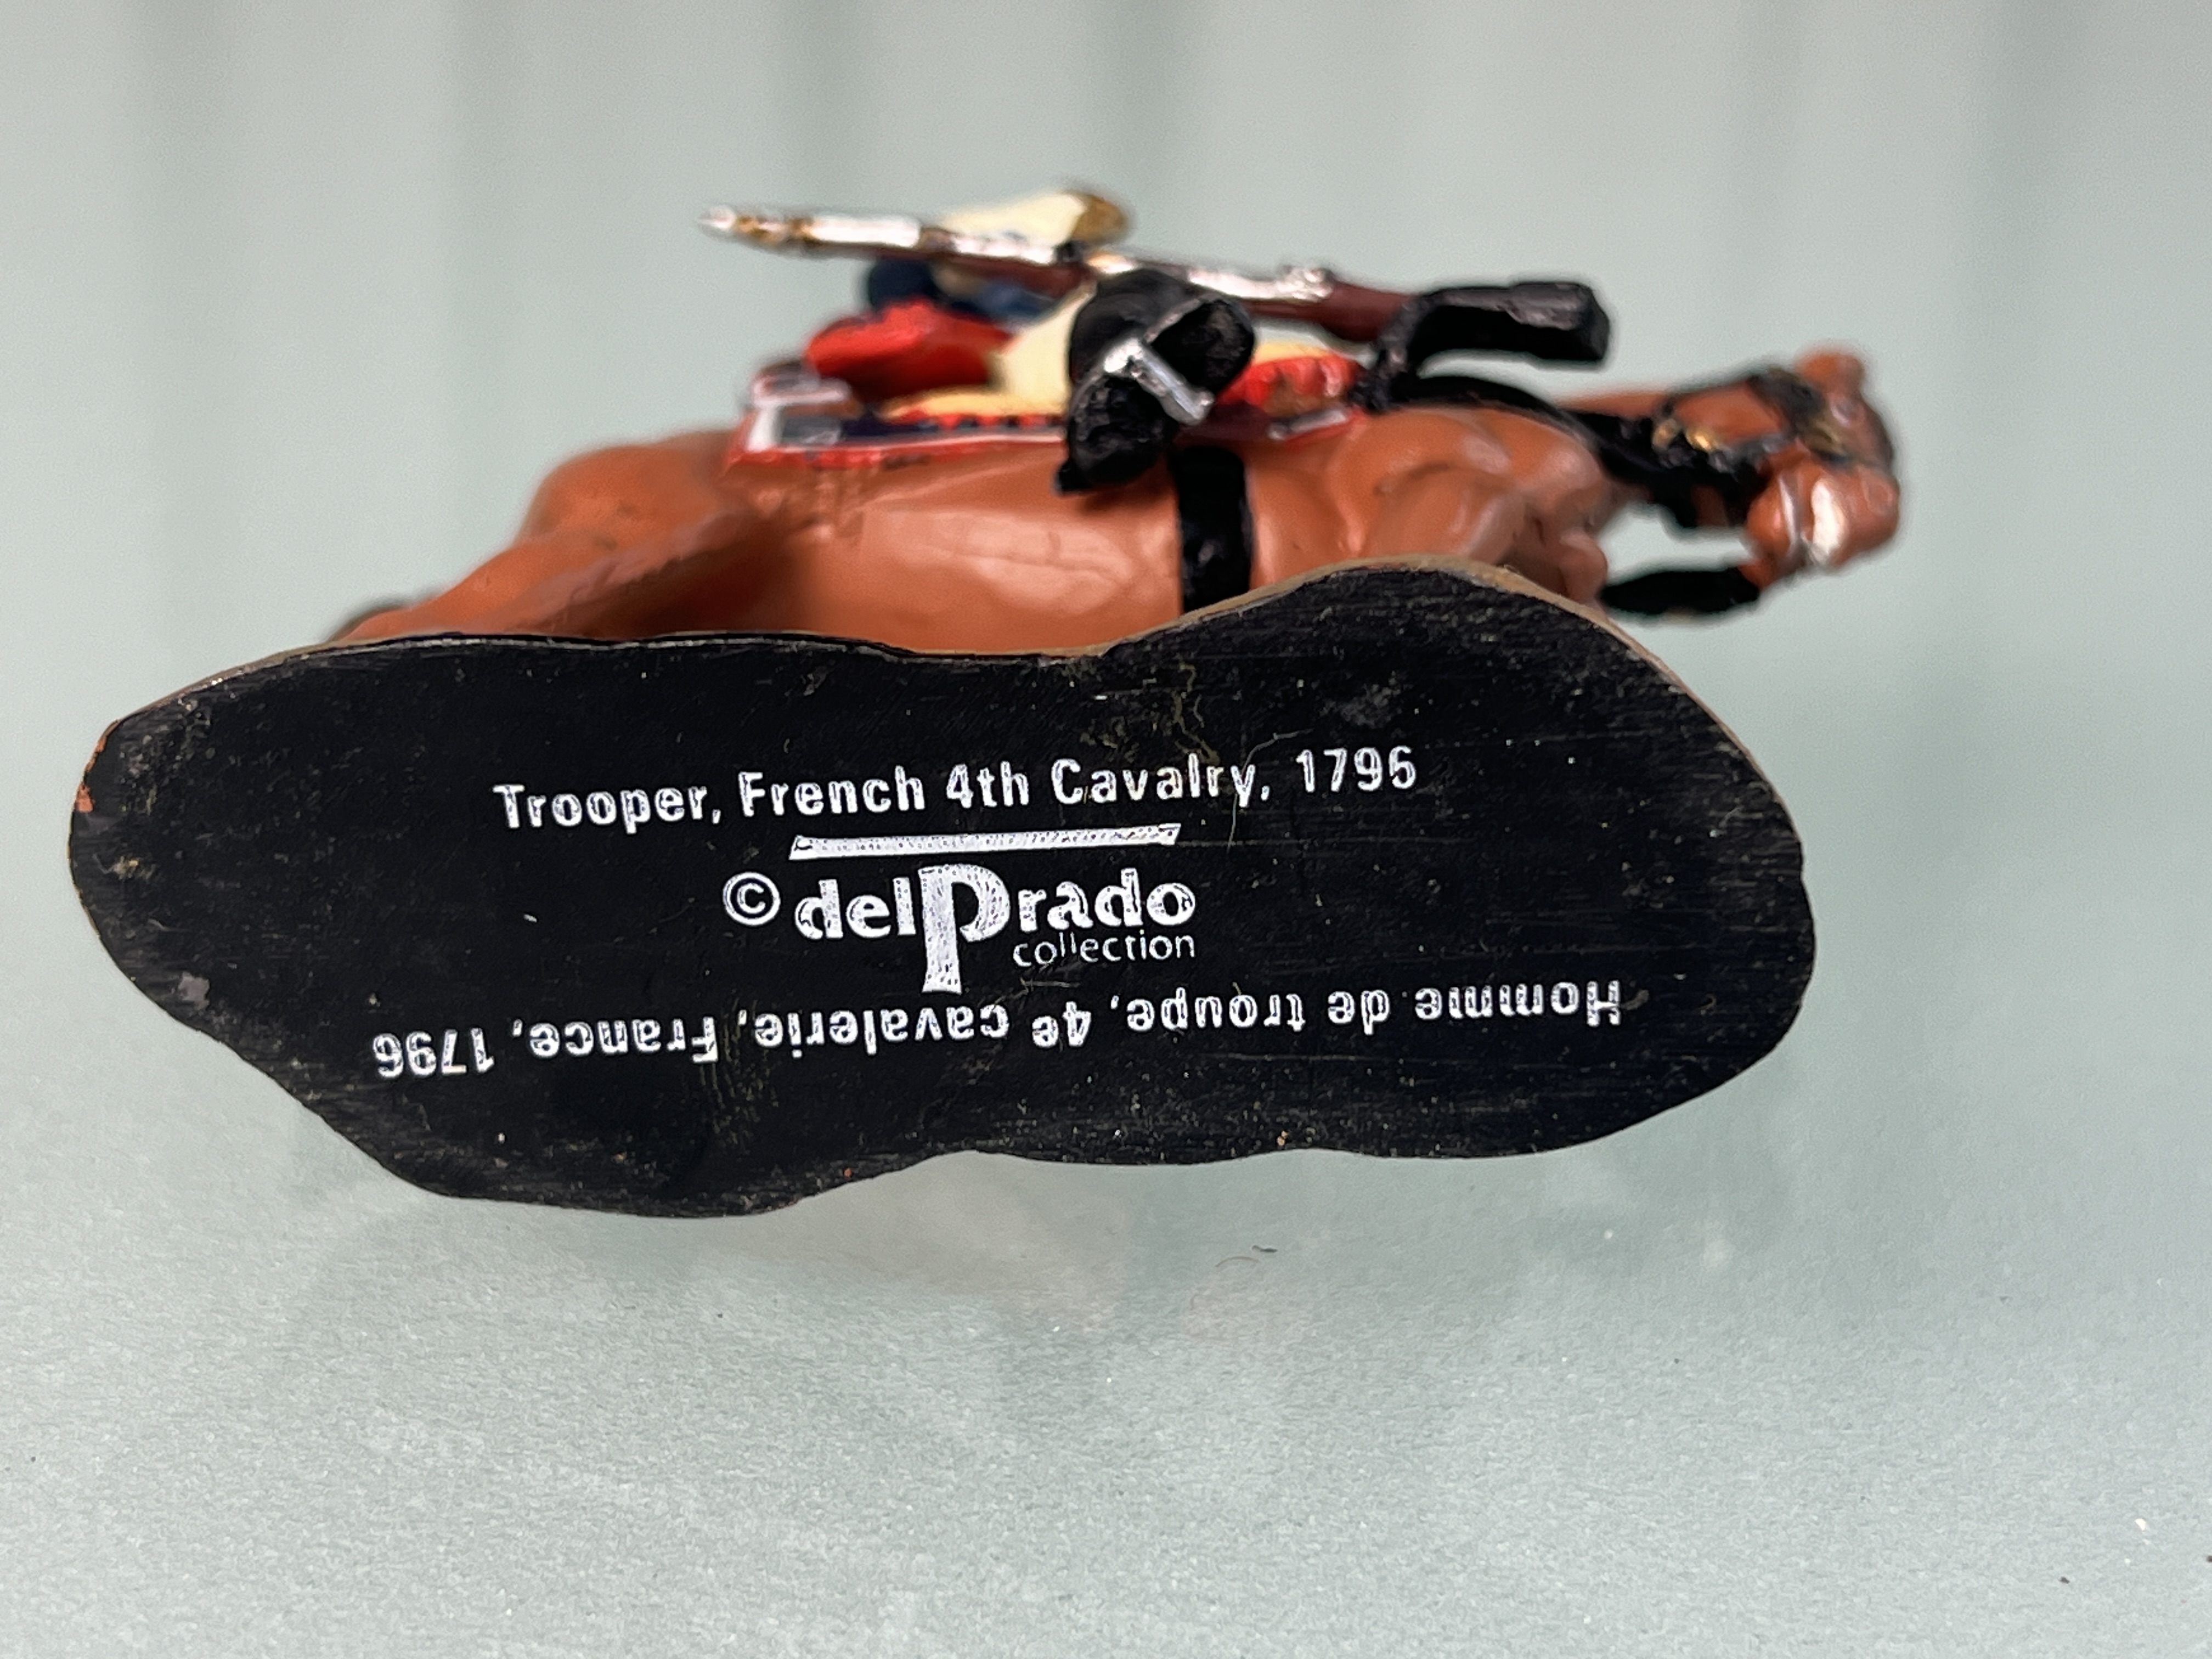 Trooper, French 4th Cavalry, 1796
© delPrado
collection
Homme de troupe, 4e cavalerie, France, 1796